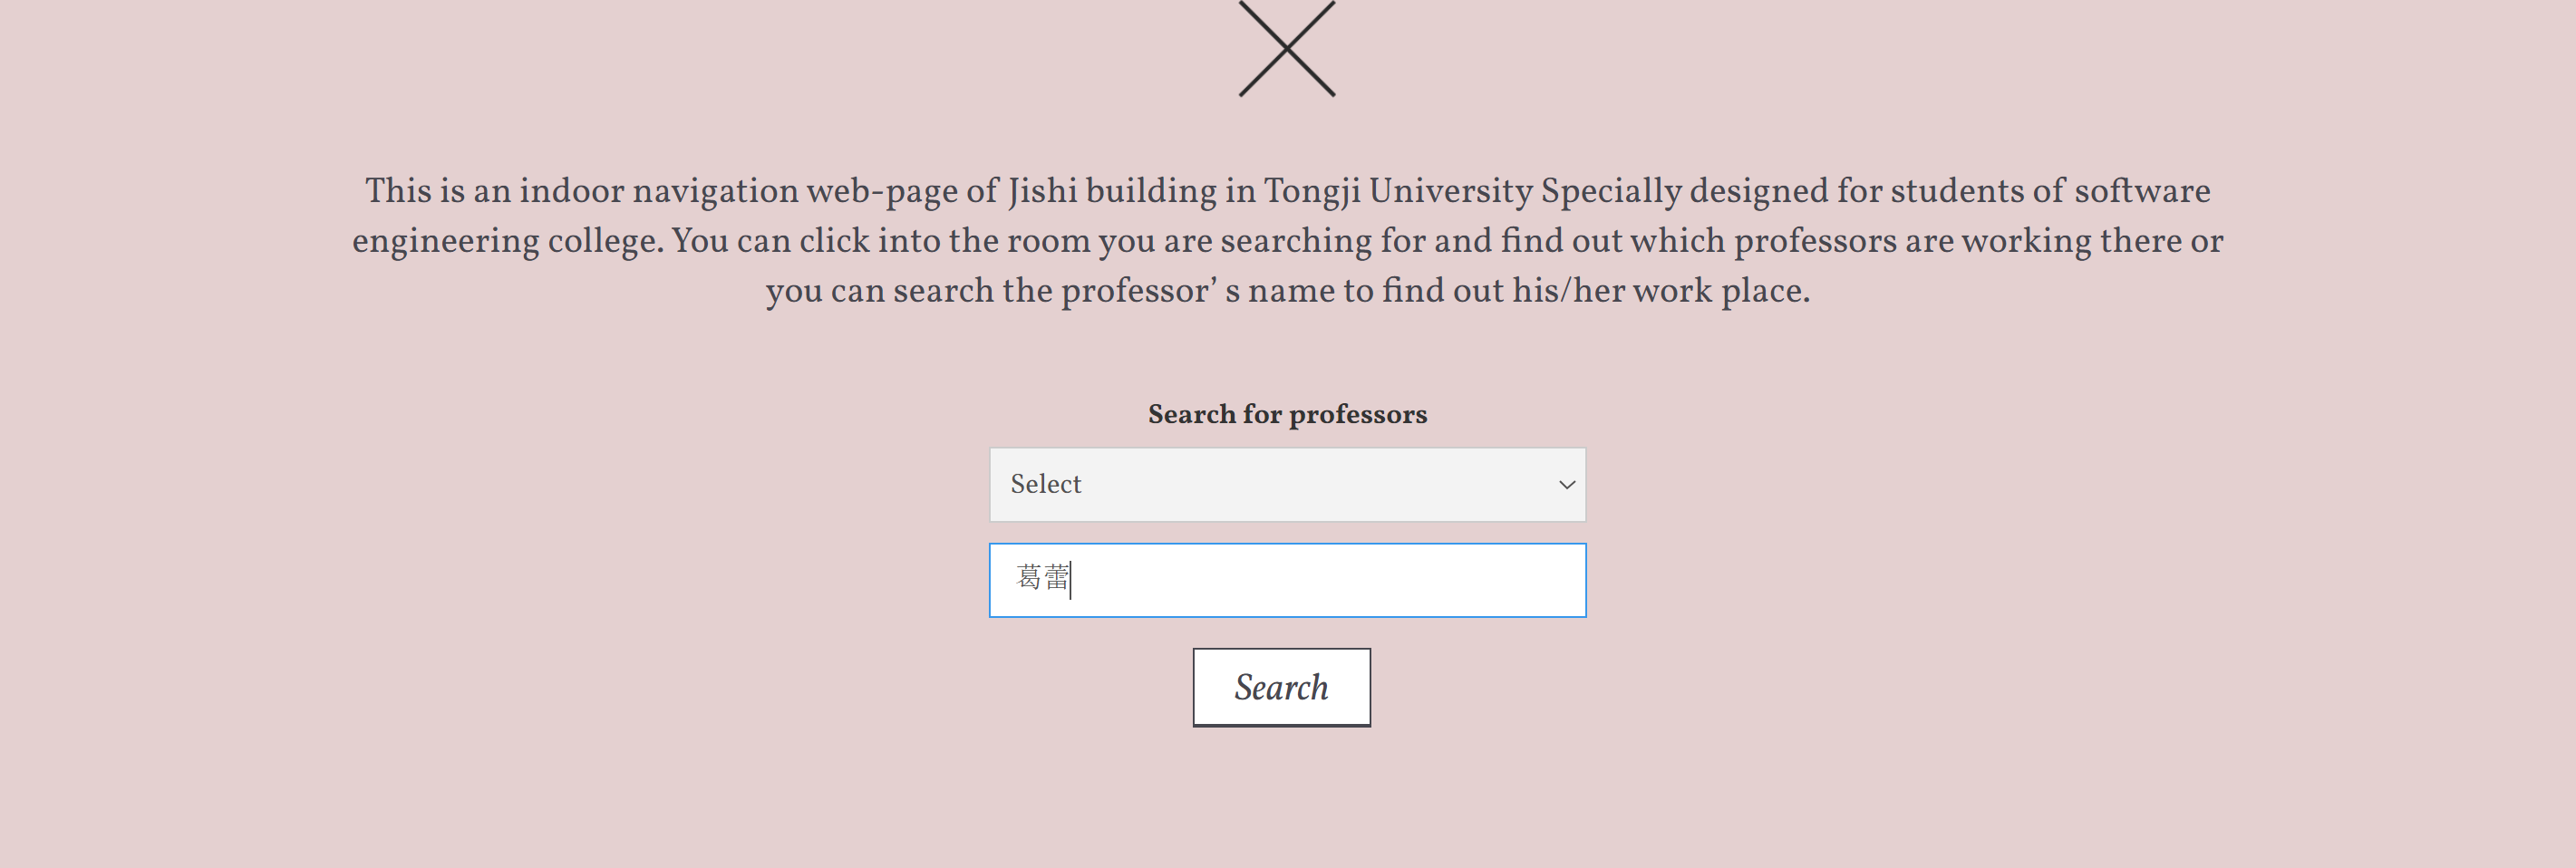 This is an indoor navigation web-page of Jishi building in Tongji University Specially designed for students of software
engineering college. You can click into the room you are searching for and find out which professors are working there or
you can search the professor’ s name to find out his/her work place.
Search for professors
Select
葛蕾
Search